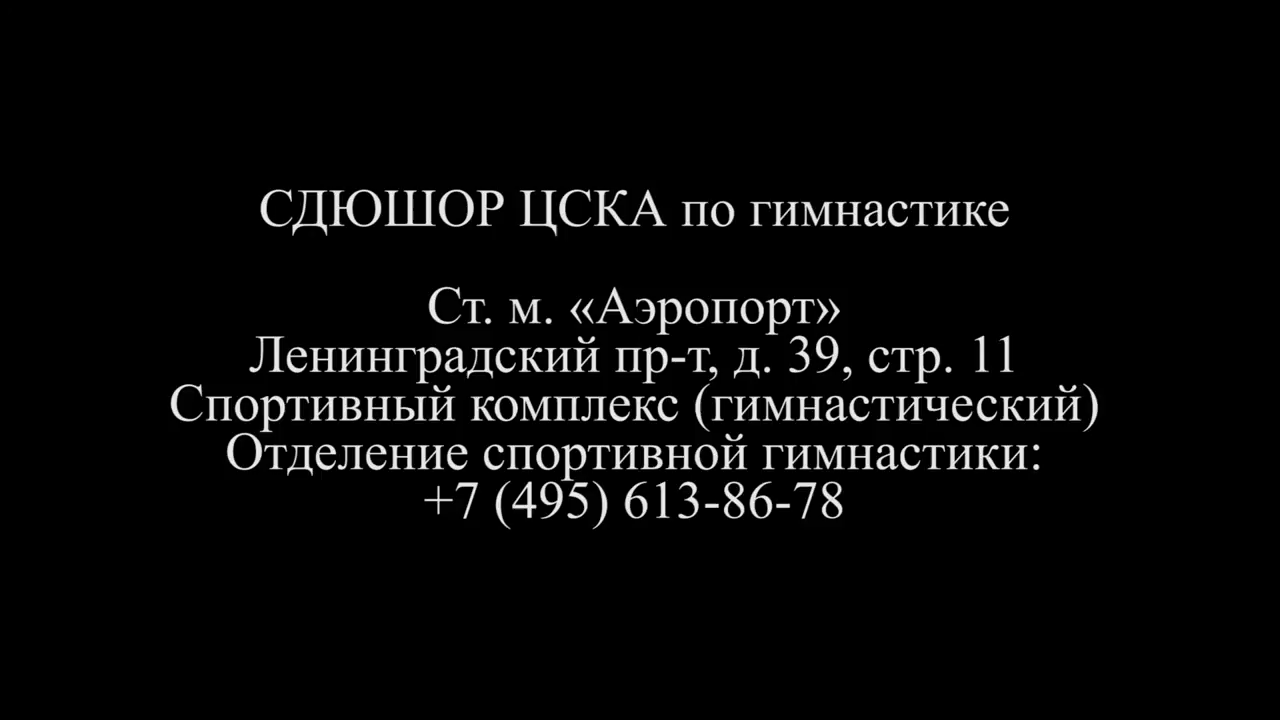 СДЮШОР ЦСКА по гимнастике
Ст. м. «Аэропорт»
Ленинградский пр-т, д. 39, стр. 11
Спортивный комплекс (гимнастический)
Отделение спортивной гимнастики:
+7 (495) 613-86-78